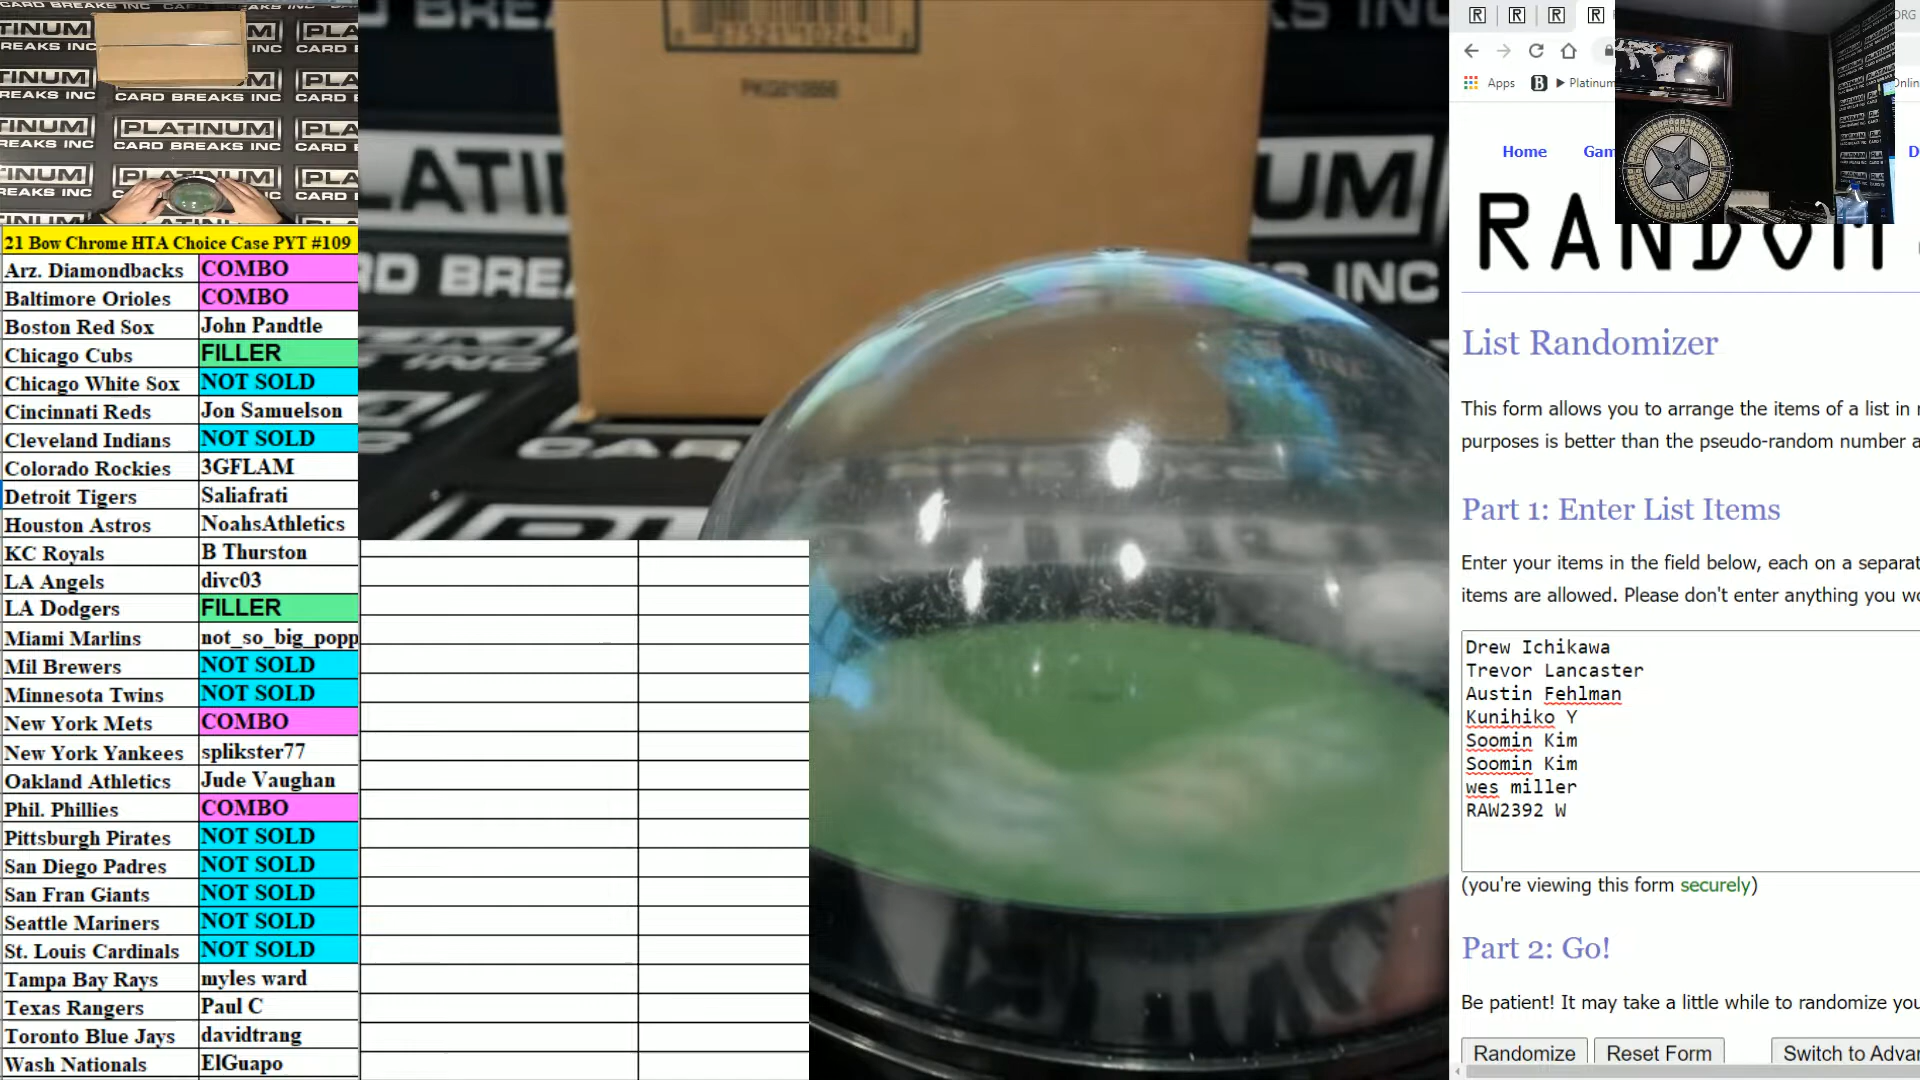 21 Bow Chrome HTA Choice Case PYT #109
Arz. Diamondbacks COMBO
Baltimore Orioles COMBO
Boston Red Sox John Pandtle
Chicago Cubs FILLER
Chicago White Sox NOT SOLD
Cincinnati Reds Jon Samuelson
Cleveland Indians NOT SOLD
Colorado Rockies 3GFLAM
Detroit Tigers Saliafrati
Houston Astros NoahsAthletics
KC Royals B Thurston
LA Angels divc03
LA Dodgers FILLER
Miami Marlins not_so_big_popp
Mil Brewers NOT SOLD
Minnesota Twins NOT SOLD
New York Mets COMBO
New York Yankees splikster77
Oakland Athletics Jude Vaughan
Phil. Phillies COMBO
Pittsburgh Pirates NOT SOLD
San Diego Padres NOT SOLD
San Fran Giants NOT SOLD
Seattle Mariners NOT SOLD
St. Louis Cardinals NOT SOLD
Tampa Bay Rays myles ward
Texas Rangers Paul C
Toronto Blue Jays davidtrang
Wash Nationals ElGuapo
PLATINUM
CARD BREAKS INC
Apps Platinum
Home Gam
RANDOM
List Randomizer
This form allows you to arrange the items of a list in
purposes is better than the pseudo-random number a
Part 1: Enter List Items
Enter your items in the field below, each on a separat
items are allowed. Please don't enter anything you wo
Drew Ichikawa
Trevor Lancaster
Austin Fehlman
Kunihiko Y
Soomin Kim
Soomin Kim
wes miller
RAW2392 W
(you're viewing this form securely)
Part 2: Go!
Be patient! It may take a little while to randomize you
Randomize Reset Form Switch to Advar